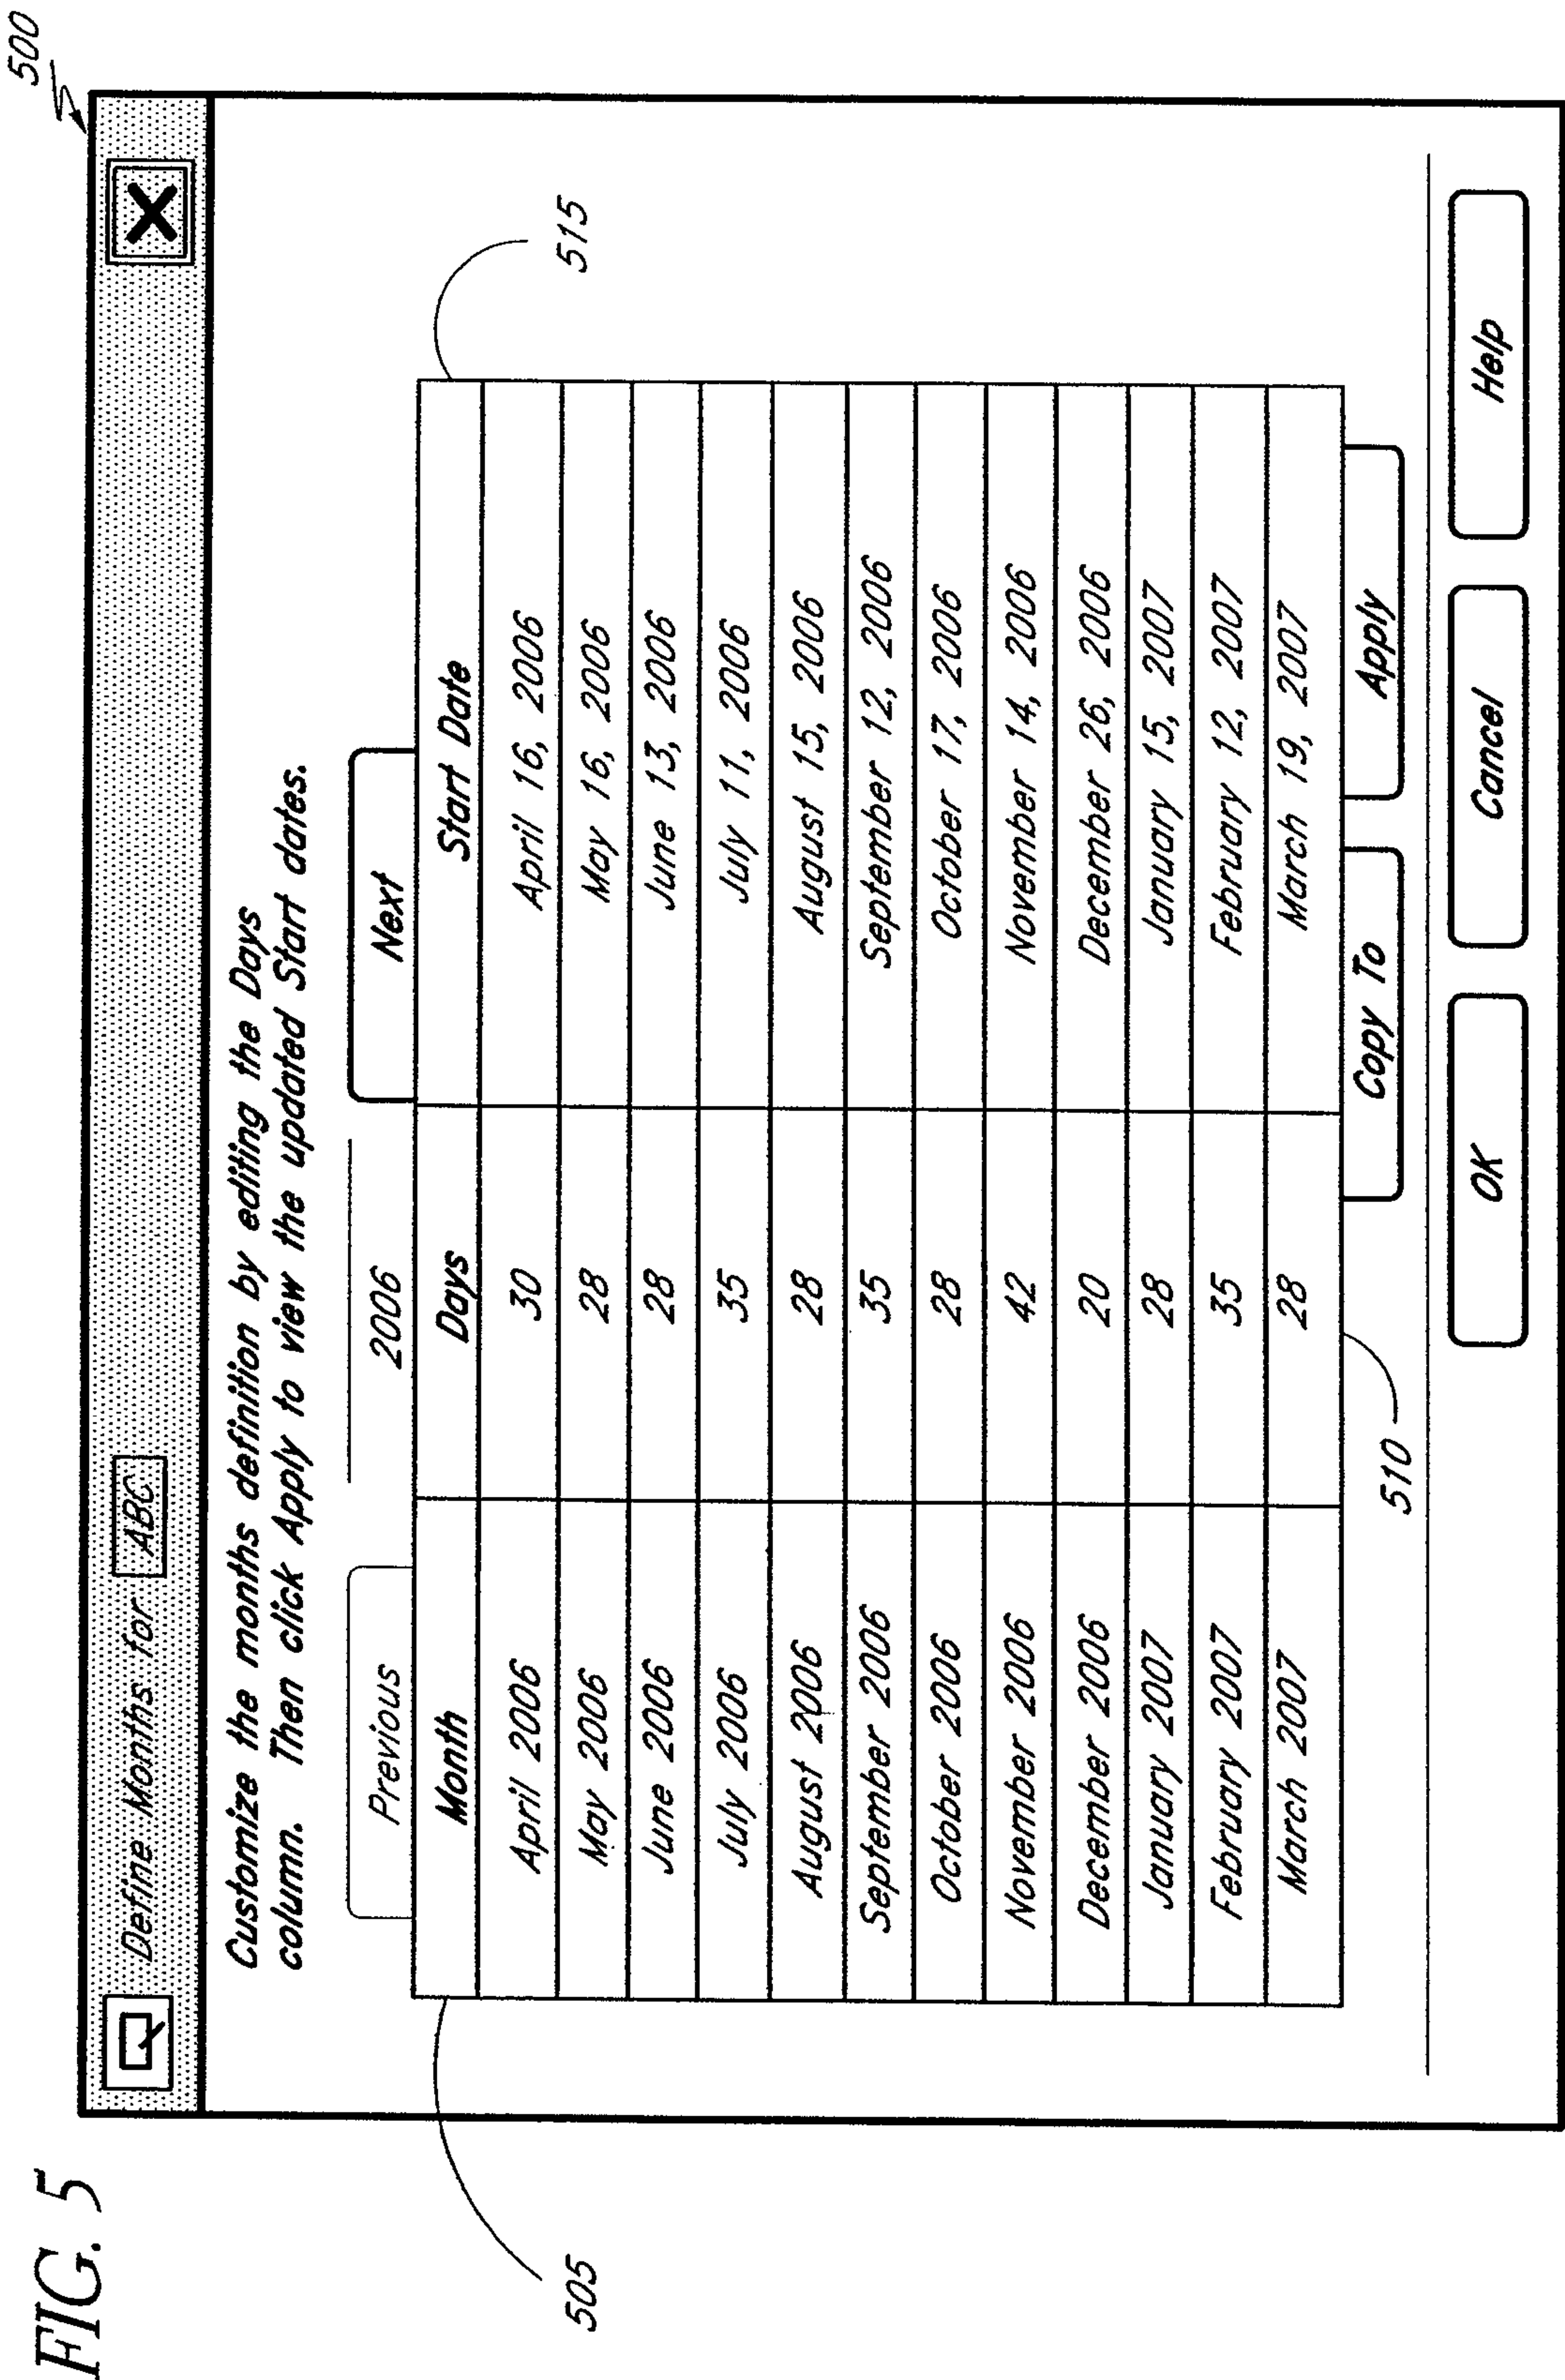 FIG. 5
500
Define Months for ABC
Customize the months definition by editing the Days
column. Then click Apply to view the updated Start dates.
Previous 2006 Next
Month Days Start Date
April 2006 30 April 16, 2006
May 2006 28 May 16, 2006
June 2006 28 June 13, 2006
July 2006 35 July 11, 2006
August 2006 28 August 15, 2006
September 2006 35 September 12, 2006
October 2006 28 October 17, 2006
November 2006 42 November 14, 2006
December 2006 20 December 26, 2006
January 2007 28 January 15, 2007
February 2007 35 February 12, 2007
March 2007 28 March 19, 2007
505
515
Copy To Apply
510
OK Cancel Help